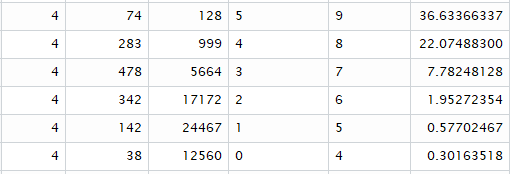 4 74 128 5 9 36.63366337
4 283 999 4 8 22.07488300
4 478 5664 3 7 7.78248128
4 342 17172 2 6 1.95272354
4 142 24467 1 5 0.57702467
4 38 12560 0 4 0.30163518